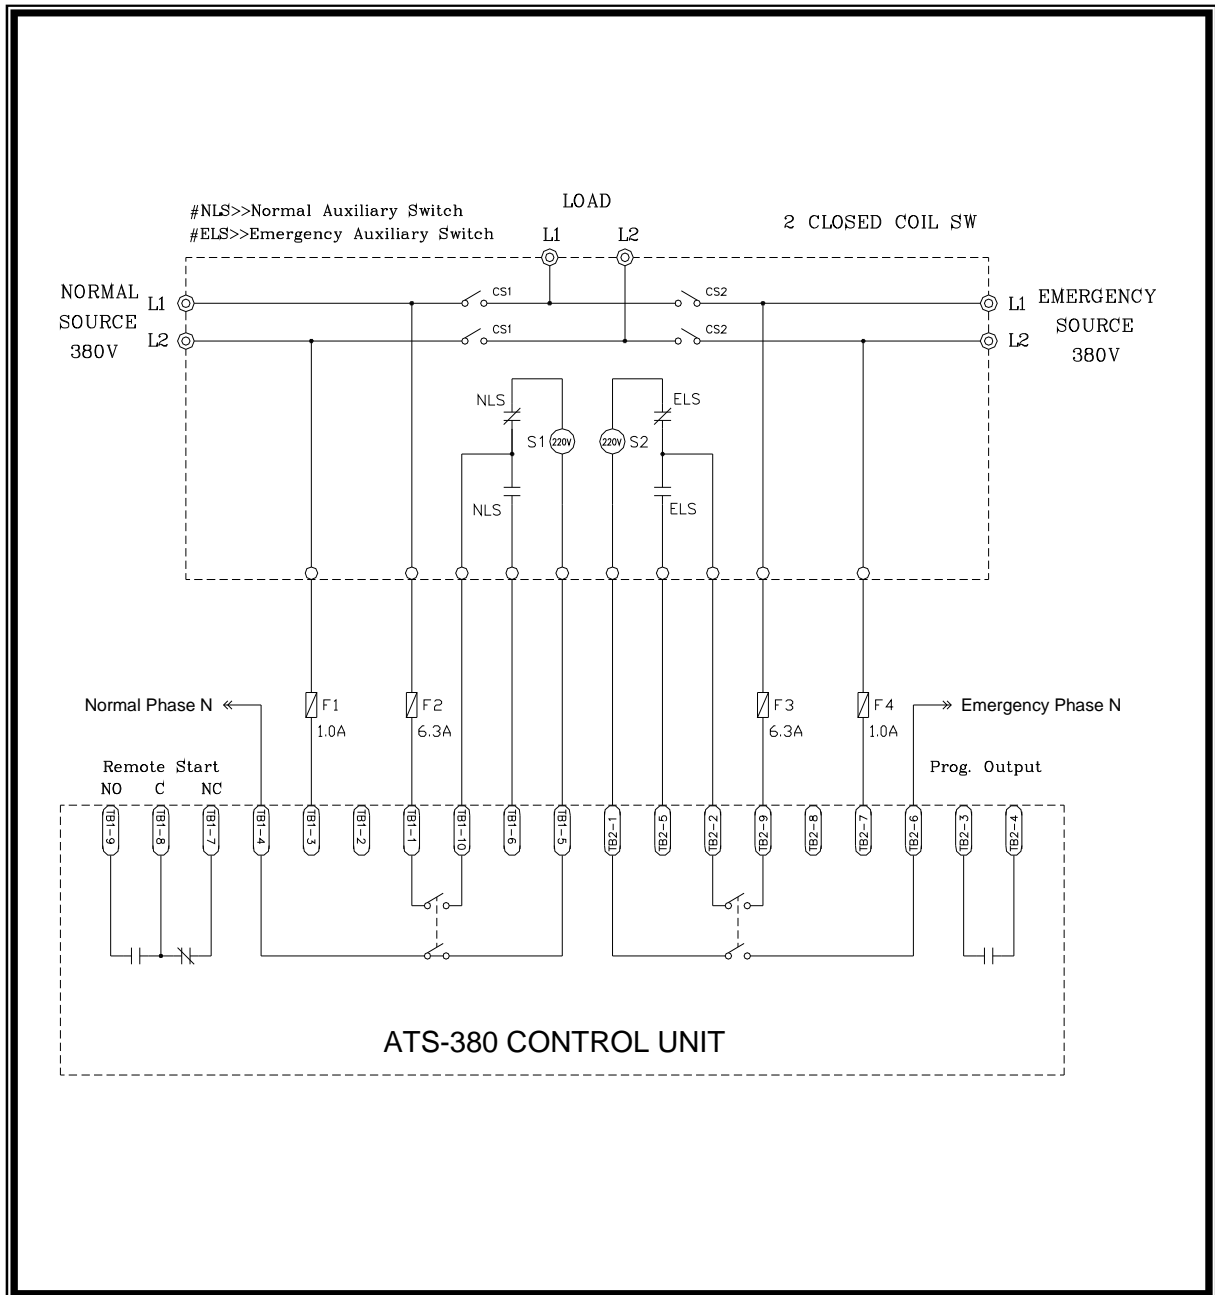 LOAD
#NLS>>Normal Auxiliary Switch
#ELS>>Emergency Auxiliary Switch
2 CLOSED COIL SW
L1
L2
NORMAL
SOURCE
380V
L1
L2
CS1
CS2
CS1
CS2
L1
L2
EMERGENCY
SOURCE
380V
NLS
ELS
S1
220V
220V
S2
NLS
ELS
Normal Phase N
F1
1.0A
F2
6.3A
F3
6.3A
F4
1.0A
Emergency Phase N
Remote Start
NO C NC
Prog. Output
TB1-9
TB1-8
TB1-7
TB1-4
TB1-3
TB1-2
TB1-1
TB1-10
TB1-6
TB1-5
TB2-1
TB2-5
TB2-2
TB2-9
TB2-8
TB2-7
TB2-6
TB2-3
TB2-4
ATS-380 CONTROL UNIT